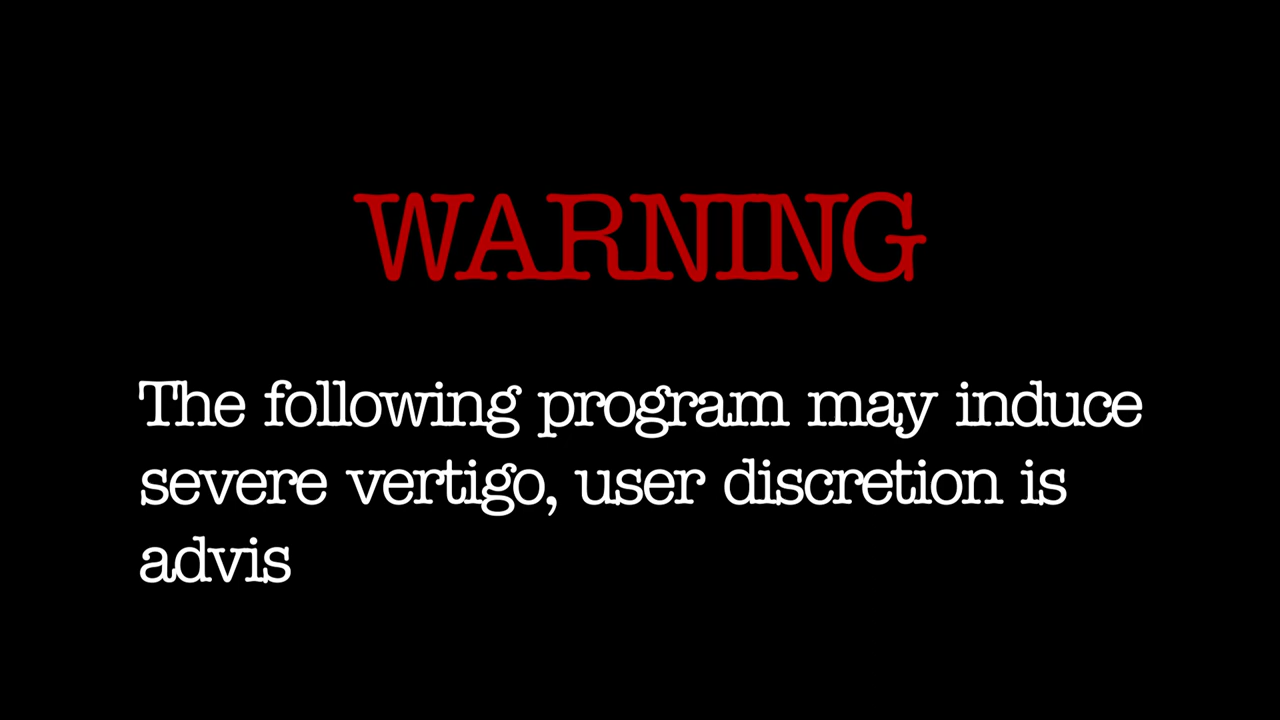 WARNING
The following program may induce
severe vertigo, user discretion is
advis